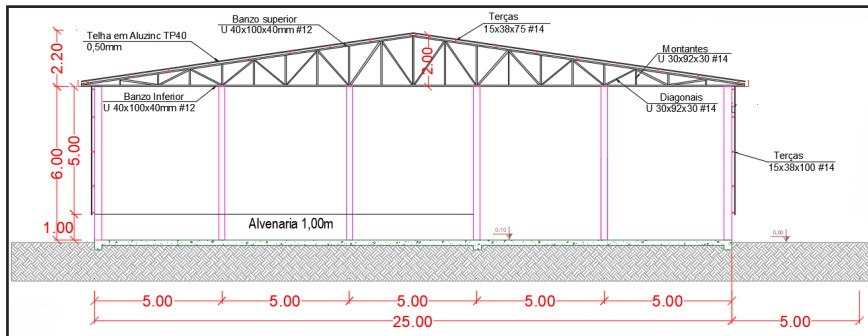 Banzo superior
U 40x100x40mm #12
Terças
15x38x75 #14
Telha em Aluzinc TP40
0,50mm
Montantes
U 30x92x30 #14
2.20
2.00
Banzo Inferior
U 40x100x40mm #12
Diagonais
U 30x92x30 #14
6.00
5.00
Terças
15x38x100 #14
1.00
Alvenaria 1,00m
0,10
0,00
5.00
5.00
5.00
5.00
5.00
25.00
5.00